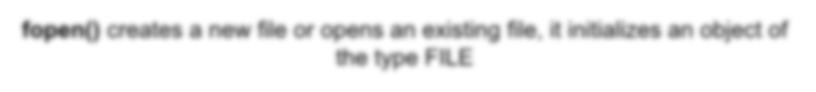 fopen() creates a new file or opens an existing file, it initializes an object of
the type FILE